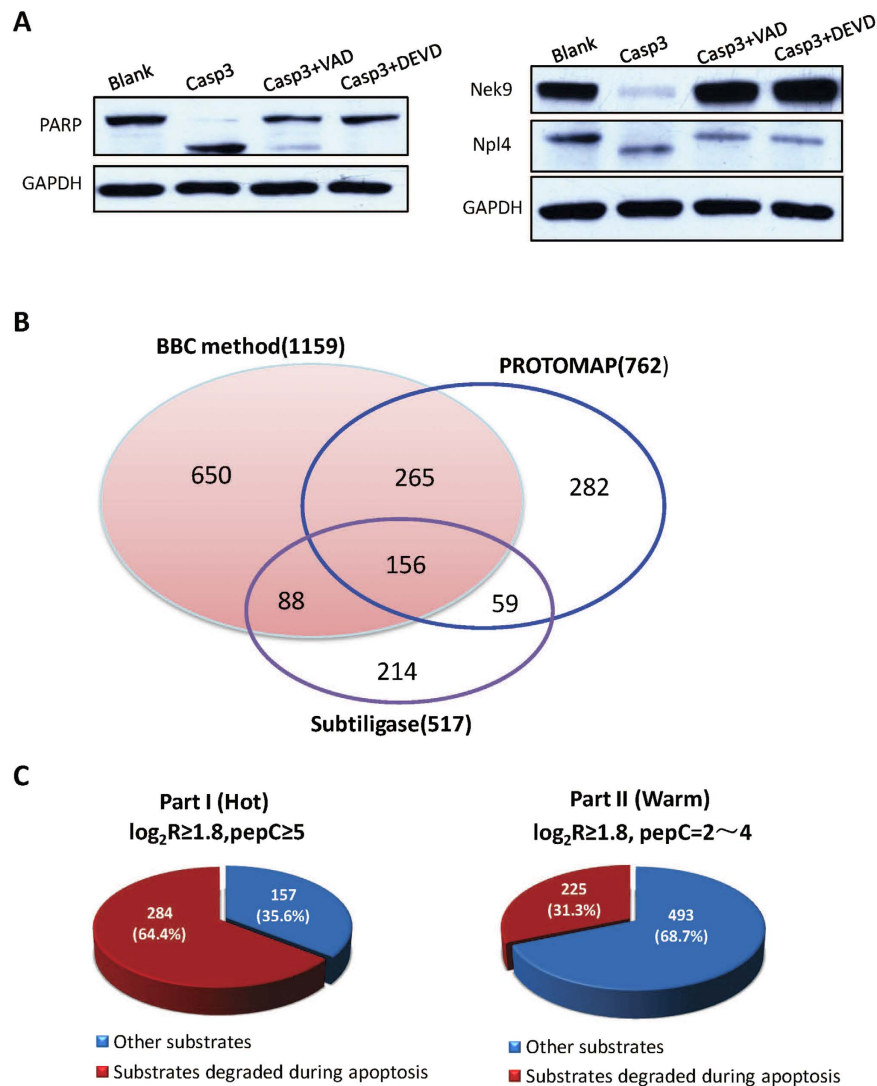 A
Blank Casp3 Casp3+VAD Casp3+DEVD
PARP
GAPDH
Blank Casp3 Casp3+VAD Casp3+DEVD
Nek9
Npl4
GAPDH
B
BBC method(1159)
PROTOMAP(762)
650 265 282
156
88 59
214
Subtiligase(517)
C
Part I (Hot)
log₂R≥1.8,pepC≥5
157
(35.6%)
284
(64.4%)
Other substrates
Substrates degraded during apoptosis
Part II (Warm)
log₂R≥1.8, pepC=2～4
225
(31.3%)
493
(68.7%)
Other substrates
Substrates degraded during apoptosis